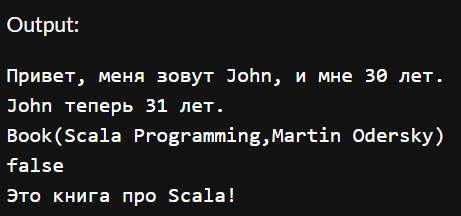 Output:
Привет, меня зовут John, и мне 30 лет.
John теперь 31 лет.
Book(Scala Programming,Martin Odersky)
false
Это книга про Scala!